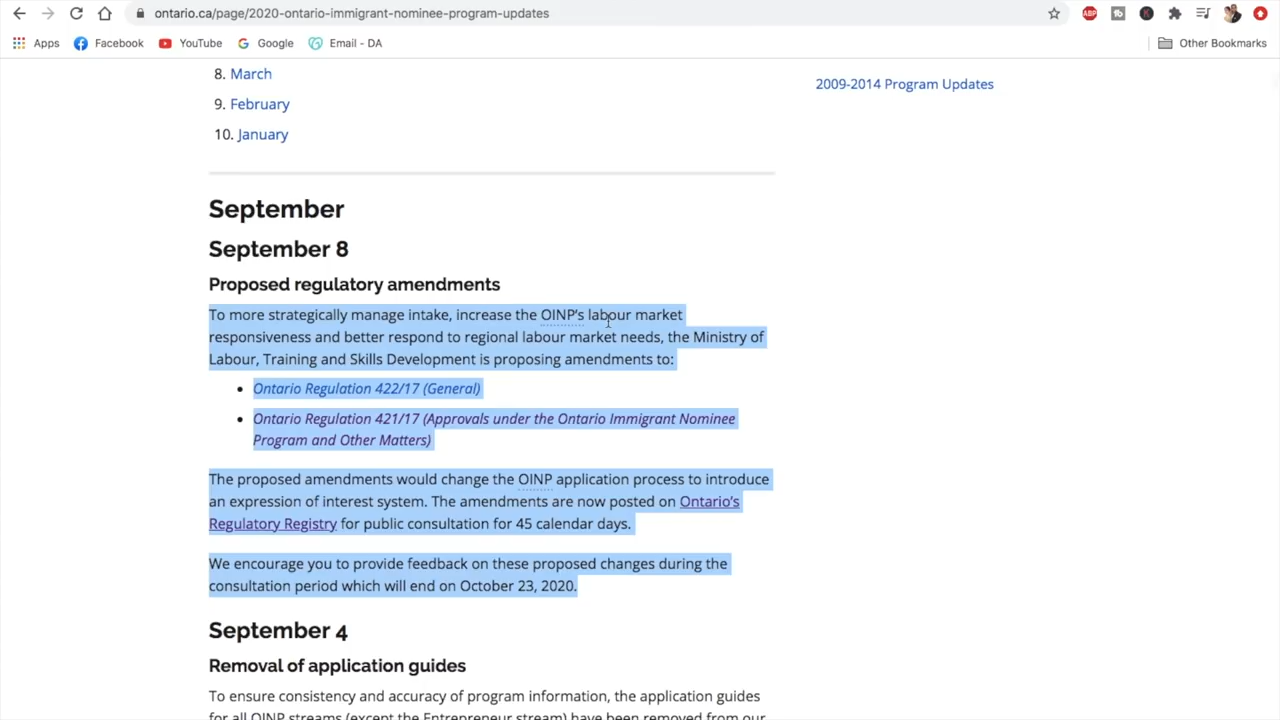 ontario.ca/page/2020-ontario-immigrant-nominee-program-updates
ABP
Apps
Facebook
YouTube
Google
Email - DA
Other Bookmarks
8. March
9. February
10. January
2009-2014 Program Updates
September
September 8
Proposed regulatory amendments
To more strategically manage intake, increase the OINP's labour market
responsiveness and better respond to regional labour market needs, the Ministry of
Labour, Training and Skills Development is proposing amendments to:
• Ontario Regulation 422/17 (General)
• Ontario Regulation 421/17 (Approvals under the Ontario Immigrant Nominee
Program and Other Matters)
The proposed amendments would change the OINP application process to introduce
an expression of interest system. The amendments are now posted on Ontario's
Regulatory Registry for public consultation for 45 calendar days.
We encourage you to provide feedback on these proposed changes during the
consultation period which will end on October 23, 2020.
September 4
Removal of application guides
To ensure consistency and accuracy of program information, the application guides
for all OINP streams (except the Entrepreneur stream) have been removed from our